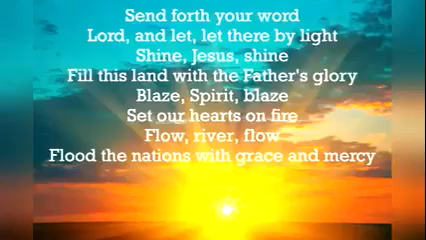 Send forth your word
Lord, and let, let there by light
Shine, Jesus, shine
Fill this land with the Father's glory
Blaze, Spirit, blaze
Set our hearts on fire
Flow, river, flow
Flood the nations with grace and mercy